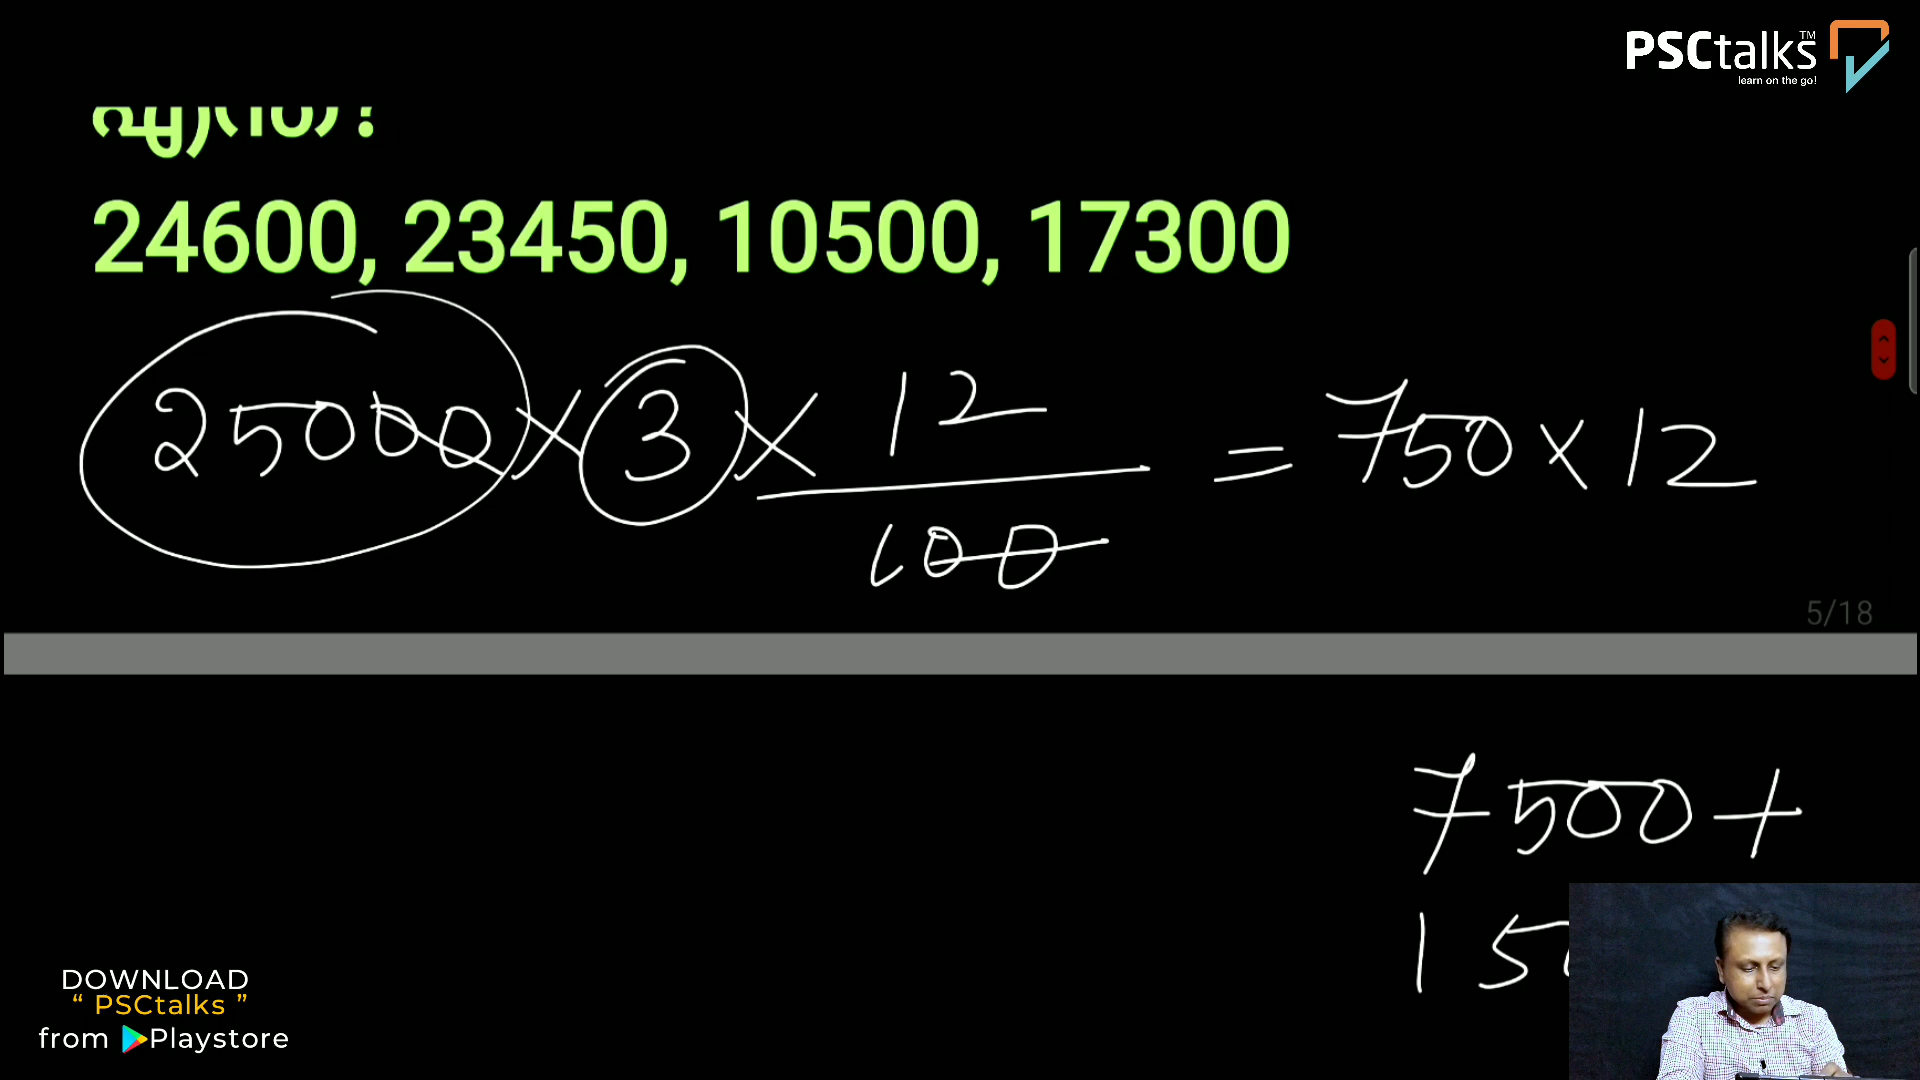 PSCtalks™
learn on the go!
24600, 23450, 10500, 17300
25000 × 3 × 12 = 750 × 12
100
5/18
7500 +
DOWNLOAD
“ PSCtalks ”
from Playstore